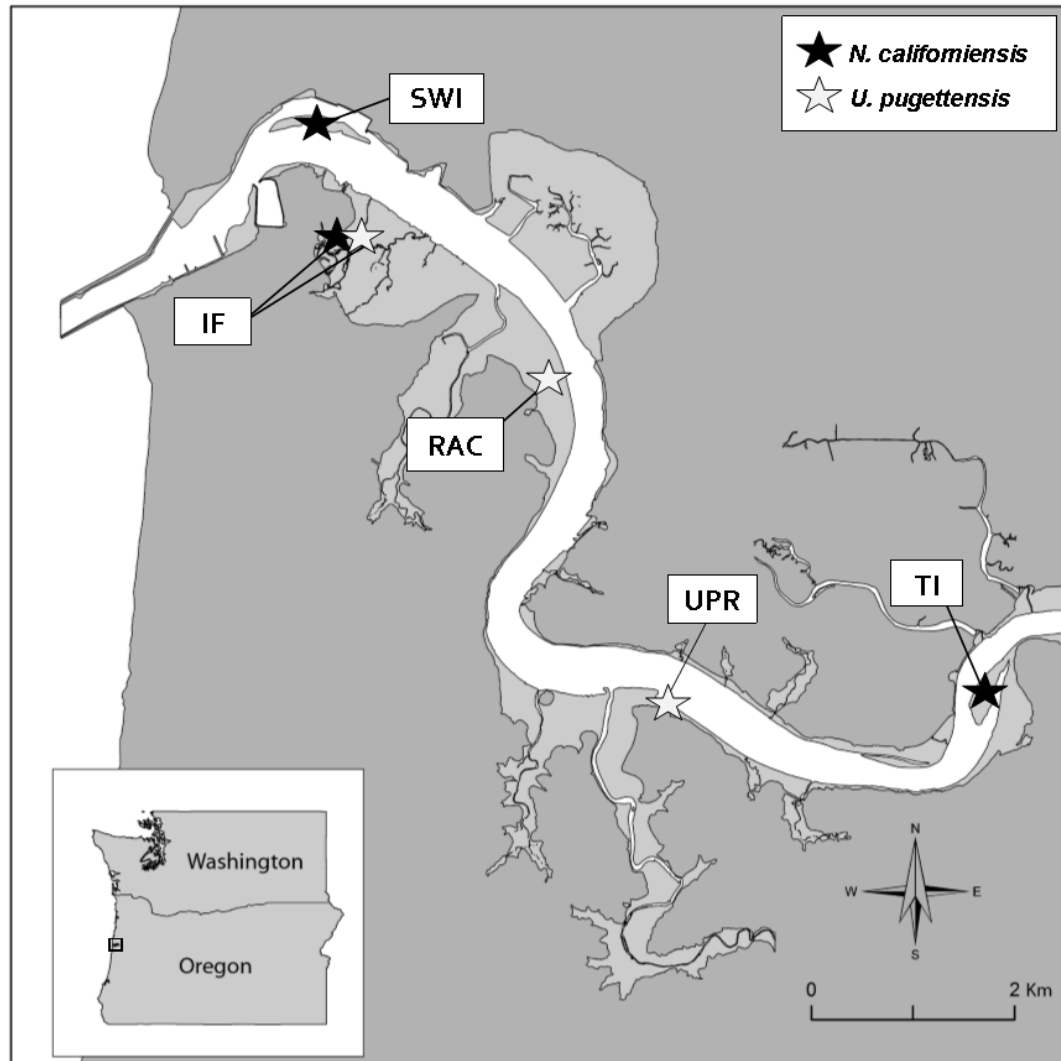 N. californiensis
U. pugettensis
SWI
IF
RAC
UPR
TI
N
W E
S
0 2 Km
Washington
Oregon